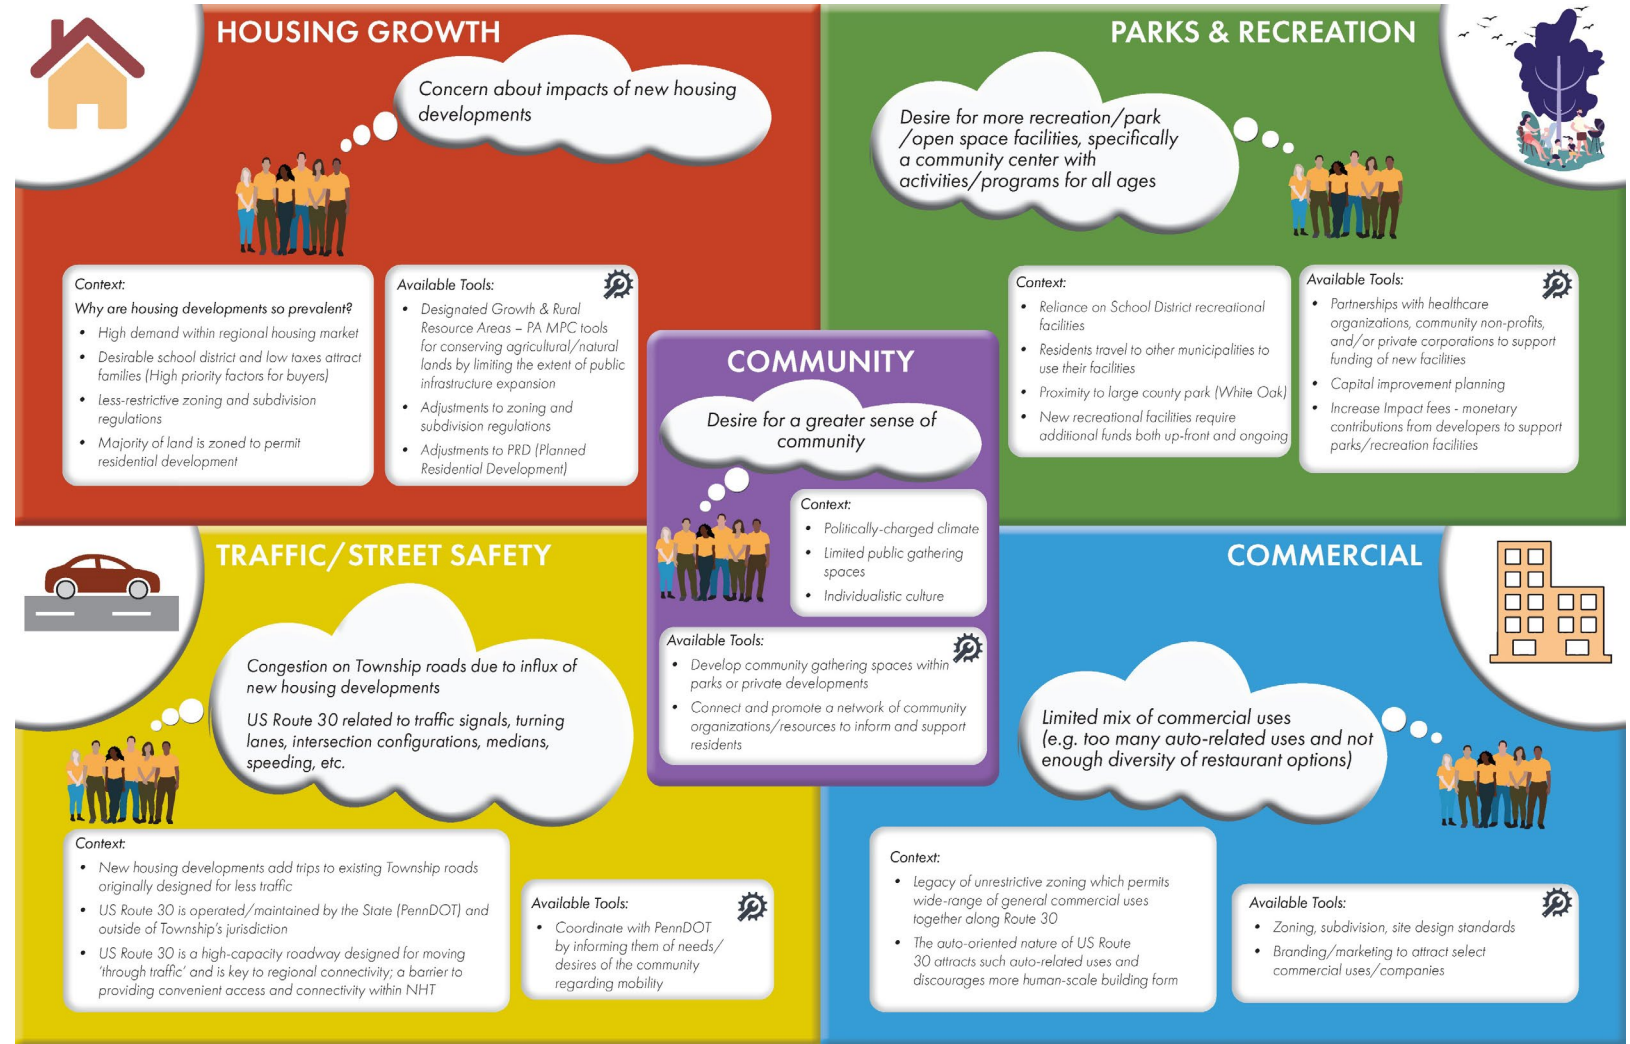 HOUSING GROWTH
Concern about impacts of new housing
developments
Context:
Why are housing developments so prevalent?
• High demand within regional housing market
• Desirable school district and low taxes attract
families (High priority factors for buyers)
• Less-restrictive zoning and subdivision
regulations
• Majority of land is zoned to permit
residential development
Available Tools:
• Designated Growth & Rural
Resource Areas – PA MPC tools
for conserving agricultural/natural
lands by limiting the extent of public
infrastructure expansion
• Adjustments to zoning and
subdivision regulations
• Adjustments to PRD (Planned
Residential Development)
PARKS & RECREATION
Desire for more recreation/park
/open space facilities, specifically
a community center with
activities/programs for all ages
Context:
• Reliance on School District recreational
facilities
• Residents travel to other municipalities to
use their facilities
• Proximity to large county park (White Oak)
• New recreational facilities require
additional funds both up-front and ongoing
Available Tools:
• Partnerships with healthcare
organizations, community non-profits,
and/or private corporations to support
funding of new facilities
• Capital improvement planning
• Increase Impact fees - monetary
contributions from developers to support
parks/recreation facilities
COMMUNITY
Desire for a greater sense of
community
Context:
• Politically-charged climate
• Limited public gathering
spaces
• Individualistic culture
Available Tools:
• Develop community gathering spaces within
parks or private developments
• Connect and promote a network of community
organizations/resources to inform and support
residents
TRAFFIC/STREET SAFETY
Congestion on Township roads due to influx of
new housing developments
US Route 30 related to traffic signals, turning
lanes, intersection configurations, medians,
speeding, etc.
Context:
• New housing developments add trips to existing Township roads
originally designed for less traffic
• US Route 30 is operated/maintained by the State (PennDOT) and
outside of Township's jurisdiction
• US Route 30 is a high-capacity roadway designed for moving
'through traffic' and is key to regional connectivity; a barrier to
providing convenient access and connectivity within NHT
Available Tools:
• Coordinate with PennDOT
by informing them of needs/
desires of the community
regarding mobility
COMMERCIAL
Limited mix of commercial uses
(e.g. too many auto-related uses and not
enough diversity of restaurant options)
Context:
• Legacy of unrestrictive zoning which permits
wide-range of general commercial uses
together along Route 30
• The auto-oriented nature of US Route
30 attracts such auto-related uses and
discourages more human-scale building form
Available Tools:
• Zoning, subdivision, site design standards
• Branding/marketing to attract select
commercial uses/companies